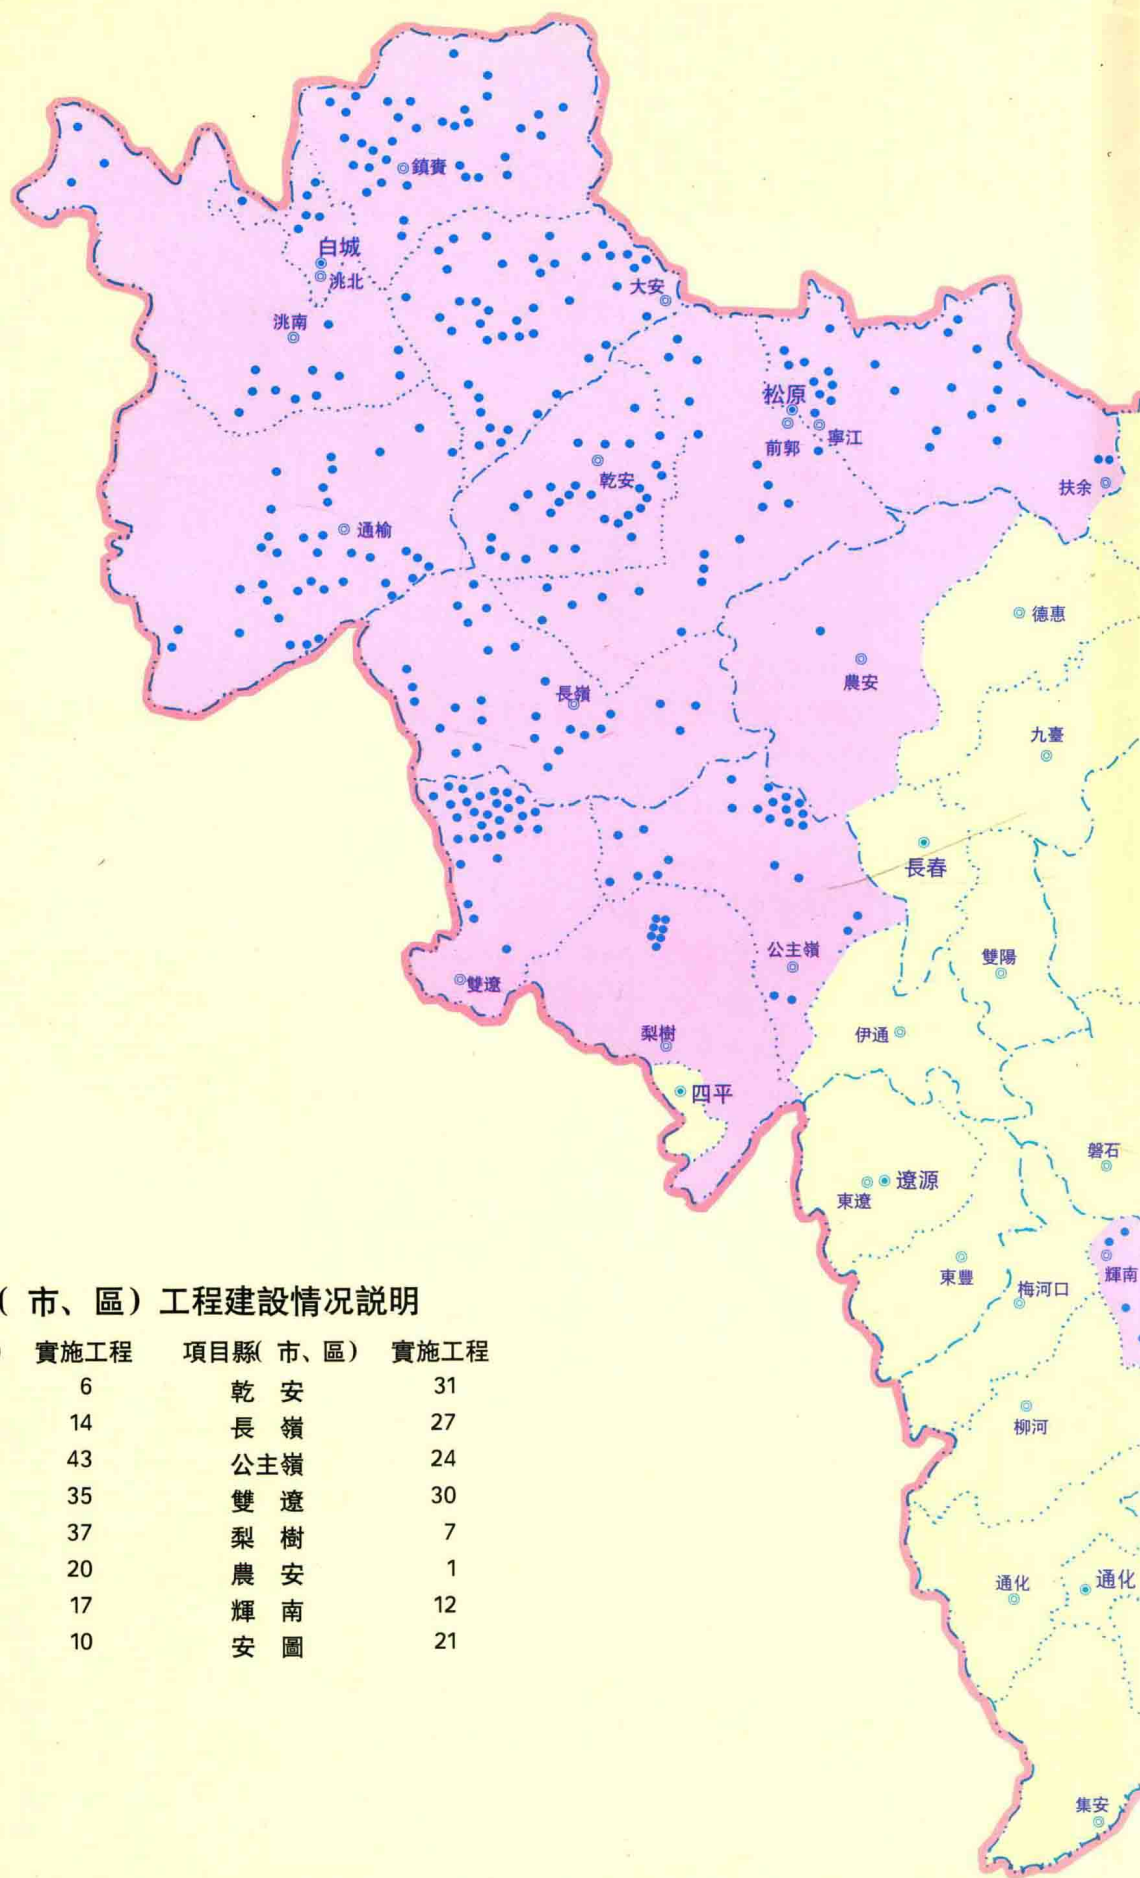 鎮賚
白城
洮北
大安
洮南
松原
前郭
寧江
乾安
扶余
通榆
德惠
農安
長嶺
九臺
長春
公主嶺
雙陽
雙遼
伊通
梨樹
四平
磐石
遼源
東遼
東豐
輝南
梅河口
柳河
通化
通化
集安
( 市、區) 工程建設情况説明
) 實施工程 項目縣( 市、區) 實施工程
6 乾 安 31
14 長 嶺 27
43 公主嶺 24
35 雙 遼 30
37 梨 樹 7
20 農 安 1
17 輝 南 12
10 安 圖 21